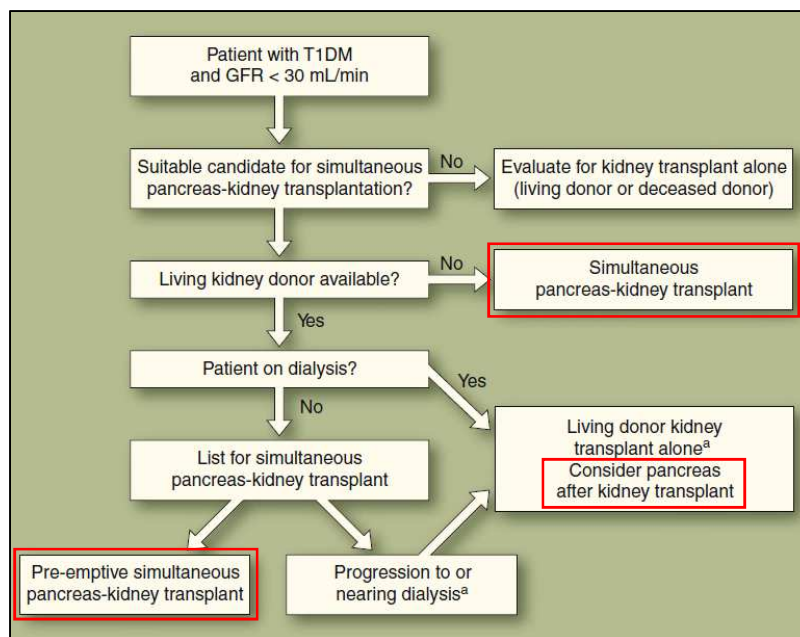 Patient with T1DM
and GFR < 30 mL/min
Suitable candidate for simultaneous
pancreas-kidney transplantation?
No
Evaluate for kidney transplant alone
(living donor or deceased donor)
Living kidney donor available?
No
Simultaneous
pancreas-kidney transplant
Yes
Patient on dialysis?
Yes
No
Living donor kidney
transplant aloneᵃ
Consider pancreas
after kidney transplant
List for simultaneous
pancreas-kidney transplant
Pre-emptive simultaneous
pancreas-kidney transplant
Progression to or
nearing dialysisᵃ